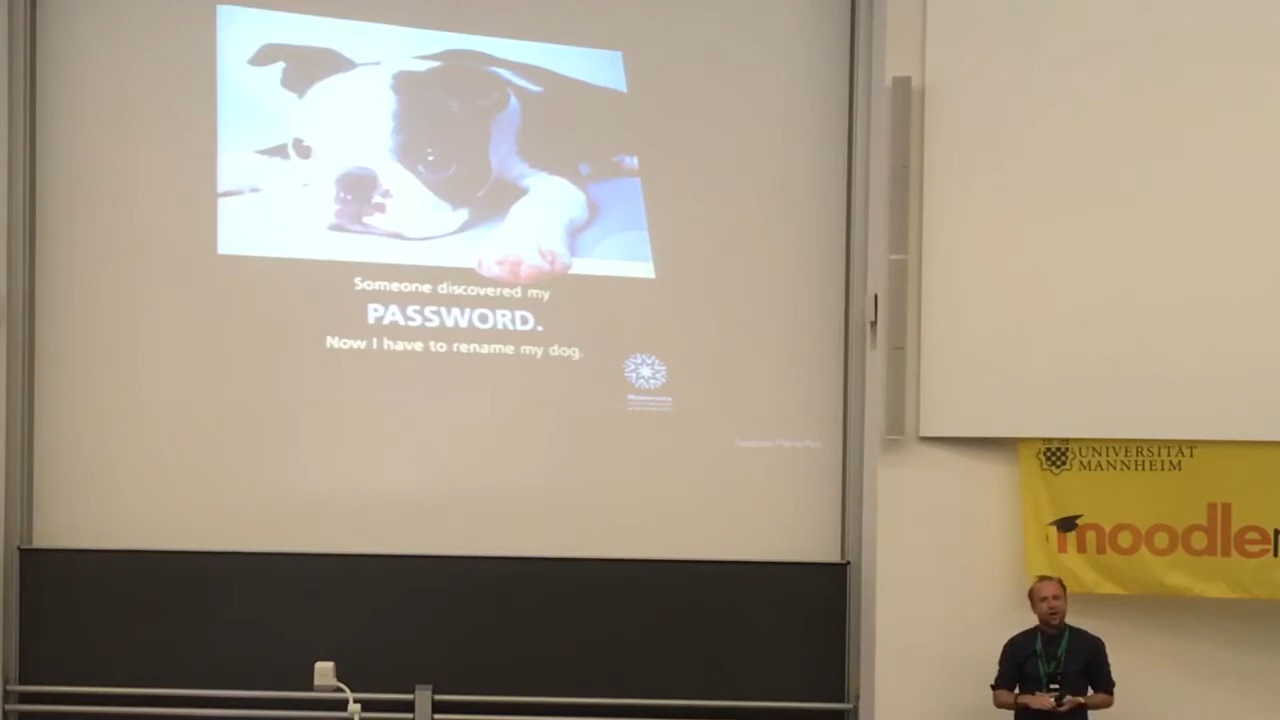 Someone discovered my
PASSWORD.
Now I have to rename my dog.
UNIVERSITÄT
MANNHEIM
moodle